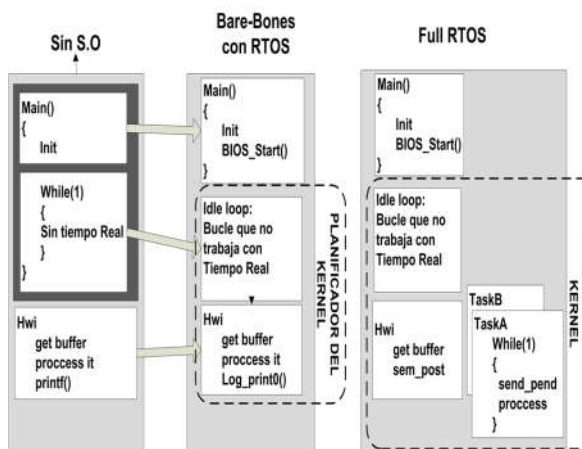 Sin S.O
Main()
{
Init
While(1)
{
Sin tiempo Real
}
}
Hwi
get buffer
proccess it
printf()
Bare-Bones
con RTOS
Main()
{
Init
BIOS_Start()
}
Idle loop:
Bucle que no
trabaja con
Tiempo Real
Hwi
get buffer
proccess it
Log_print0()
PLANIFICADOR DEL
KERNEL
Full RTOS
Main()
{
Init
BIOS_Start()
}
Idle loop:
Bucle que no
trabaja con
Tiempo Real
Hwi
get buffer
sem_post
TaskB
TaskA
While(1)
{
send_pend
proccess
}
KERNEL